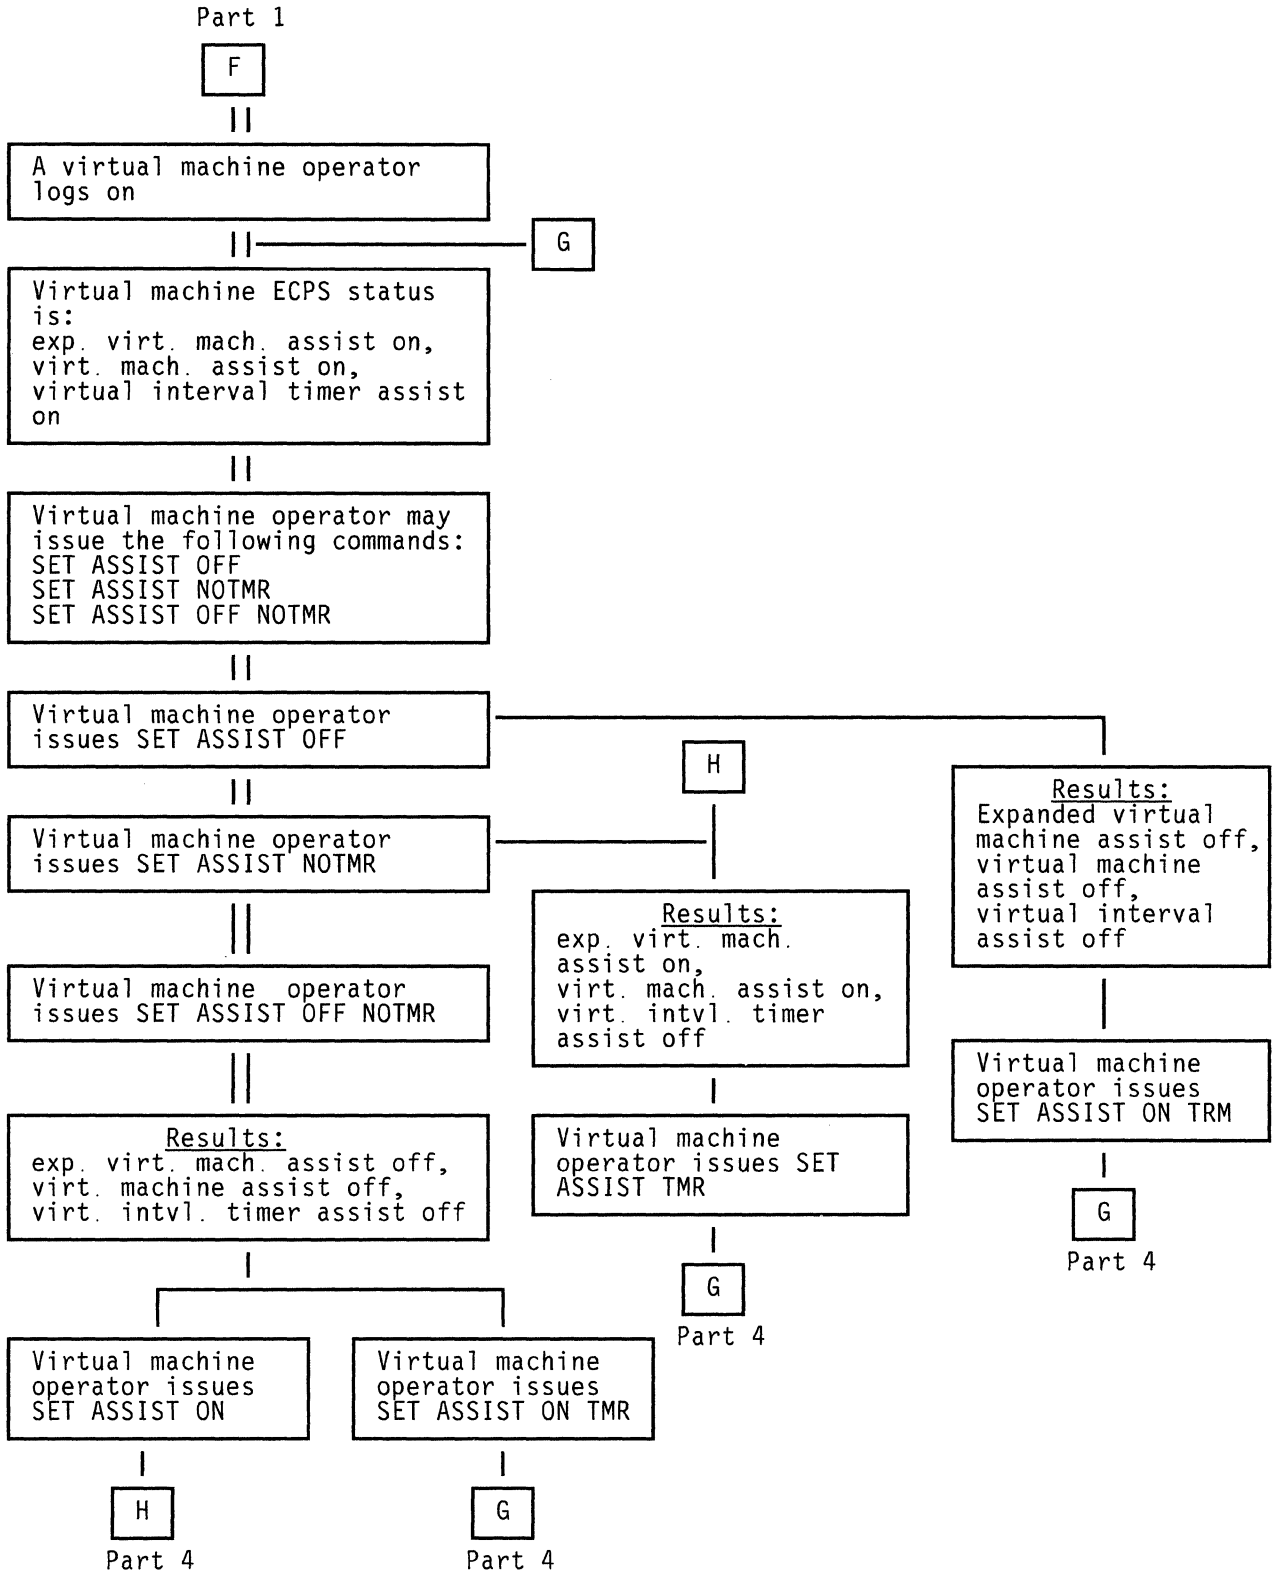 Part 1
F
A virtual machine operator
logs on
G
Virtual machine ECPS status
is:
exp. virt. mach. assist on,
virt. mach. assist on,
virtual interval timer assist
on
Virtual machine operator may
issue the following commands:
SET ASSIST OFF
SET ASSIST NOTMR
SET ASSIST OFF NOTMR
Virtual machine operator
issues SET ASSIST OFF
H
Results:
Expanded virtual
machine assist off,
virtual machine
assist off,
virtual interval
assist off
Virtual machine operator
issues SET ASSIST NOTMR
Results:
exp. virt. mach.
assist on,
virt. mach. assist on,
virt. intvl. timer
assist off
Virtual machine operator
issues SET ASSIST OFF NOTMR
Virtual machine
operator issues
SET ASSIST ON TRM
G
Part 4
Results:
exp. virt. mach. assist off,
virt. machine assist off,
virt. intvl. timer assist off
Virtual machine
operator issues SET
ASSIST TMR
G
Part 4
Virtual machine
operator issues
SET ASSIST ON
Virtual machine
operator issues
SET ASSIST ON TMR
H
Part 4
G
Part 4